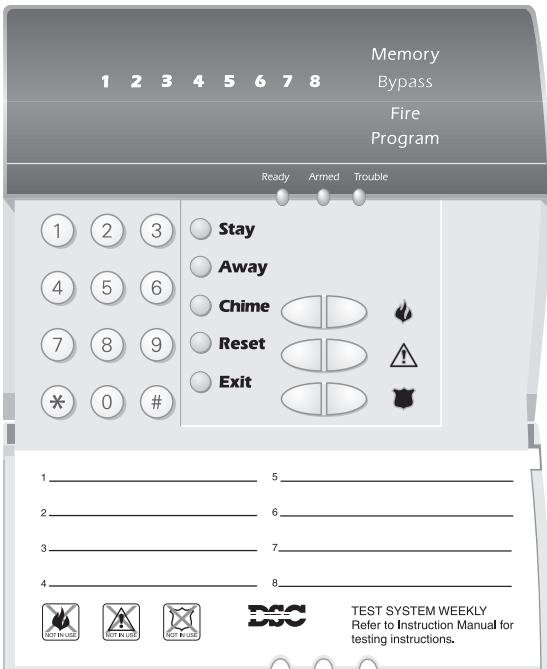 Memory
1 2 3 4 5 6 7 8 Bypass
Fire
Program
Ready Armed Trouble
1 2 3
4 5 6
7 8 9
* 0 #
Stay
Away
Chime
Reset
Exit
1
2
3
4
5
6
7
8
NOT IN USE NOT IN USE NOT IN USE
DSC
TEST SYSTEM WEEKLY
Refer to Instruction Manual for
testing instructions.